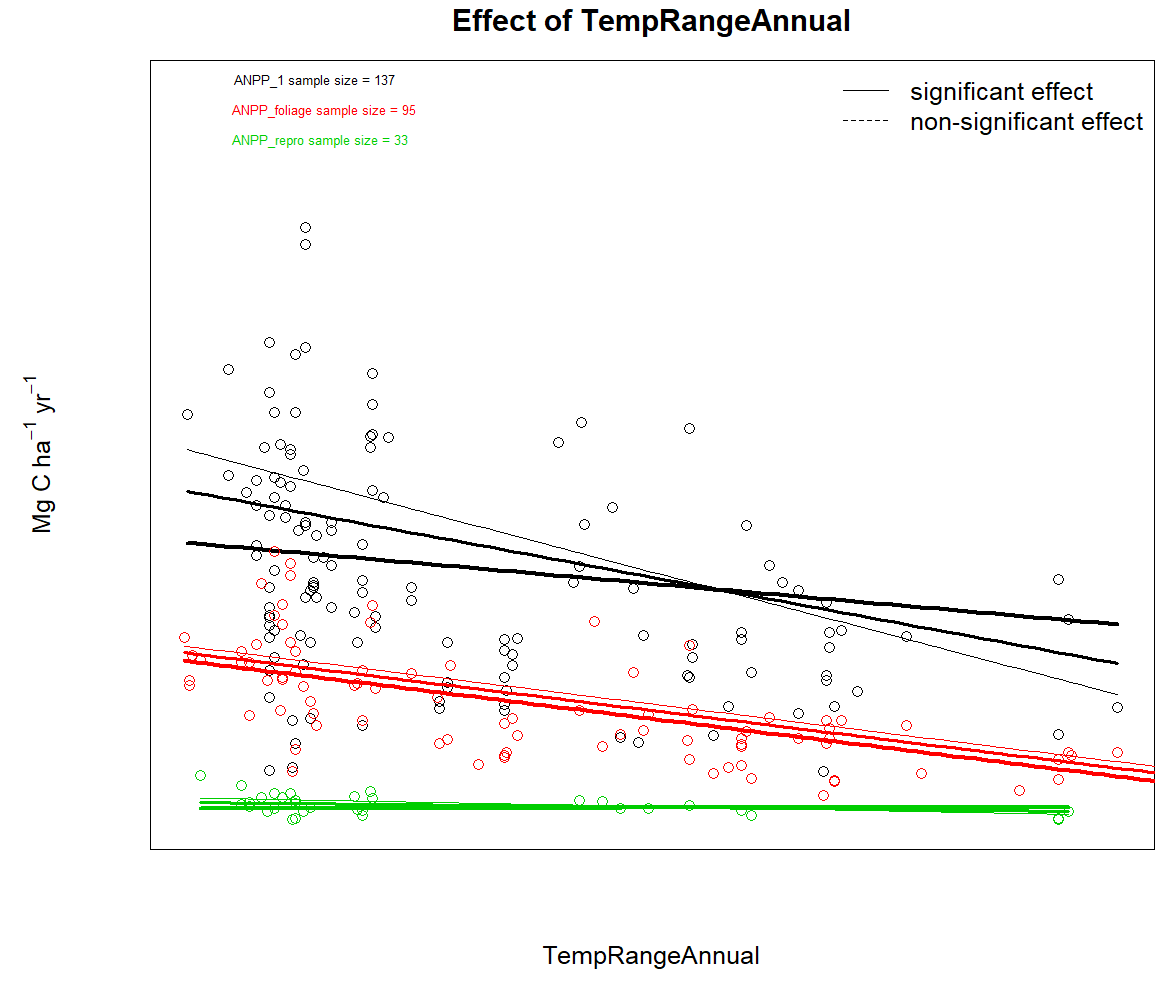 Effect of TempRangeAnnual
ANPP_1 sample size = 137
ANPP_foliage sample size = 95
ANPP_repro sample size = 33
significant effect
non-significant effect
Mg C ha⁻¹ yr⁻¹
TempRangeAnnual